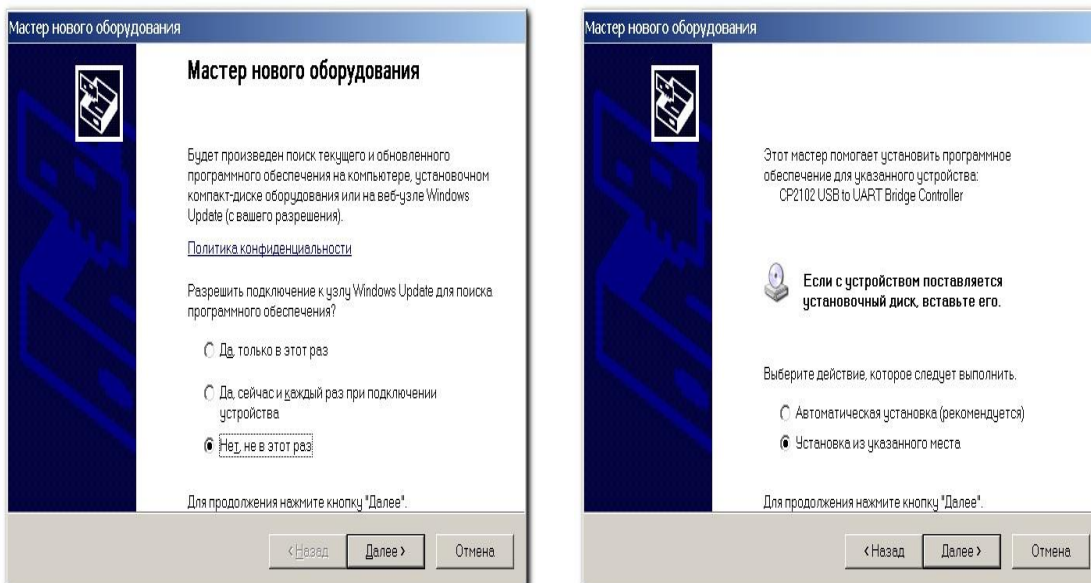 Мастер нового оборудования
Мастер нового оборудования
Будет произведен поиск текущего и обновленного
программного обеспечения на компьютере, установочном
компакт-диске оборудования или на веб-узле Windows
Update (с вашего разрешения).
Политика конфиденциальности
Разрешить подключение к узлу Windows Update для поиска
программного обеспечения?
Да, только в этот раз
Да, сейчас и каждый раз при подключении
устройства
Нет, не в этот раз
Для продолжения нажмите кнопку "Далее".
< Назад
Далее >
Отмена
Мастер нового оборудования
Этот мастер помогает установить программное
обеспечение для указанного устройства:
CP2102 USB to UART Bridge Controller
Если с устройством поставляется
установочный диск, вставьте его.
Выберите действие, которое следует выполнить.
Автоматическая установка (рекомендуется)
Установка из указанного места
Для продолжения нажмите кнопку "Далее".
< Назад
Далее >
Отмена